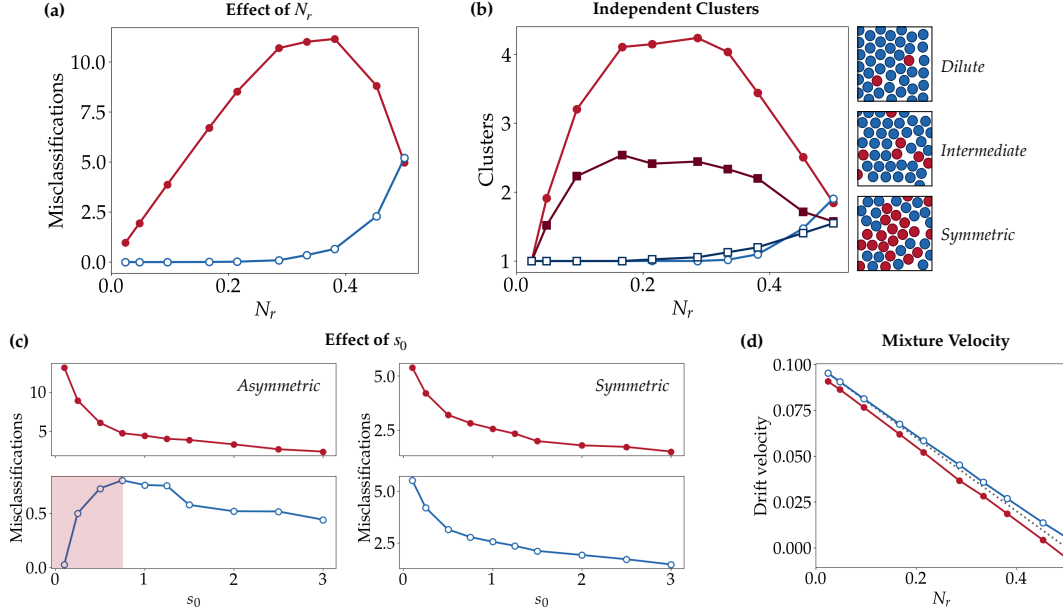 (a)
Effect of N_r
Misclassifications
10.0
7.5
5.0
2.5
0.0
0.0
0.2
0.4
N_r
(b)
Independent Clusters
Clusters
4
3
2
1
0.0
0.2
0.4
N_r
Dilute
Intermediate
Symmetric
(c)
Effect of s_0
Asymmetric
Misclassifications
10
5
Misclassifications
0.5
0.0
0
1
2
3
s_0
Symmetric
Misclassifications
5.0
2.5
5.0
2.5
0
1
2
3
s_0
(d)
Mixture Velocity
Drift velocity
0.100
0.075
0.050
0.025
0.000
0.0
0.2
0.4
N_r